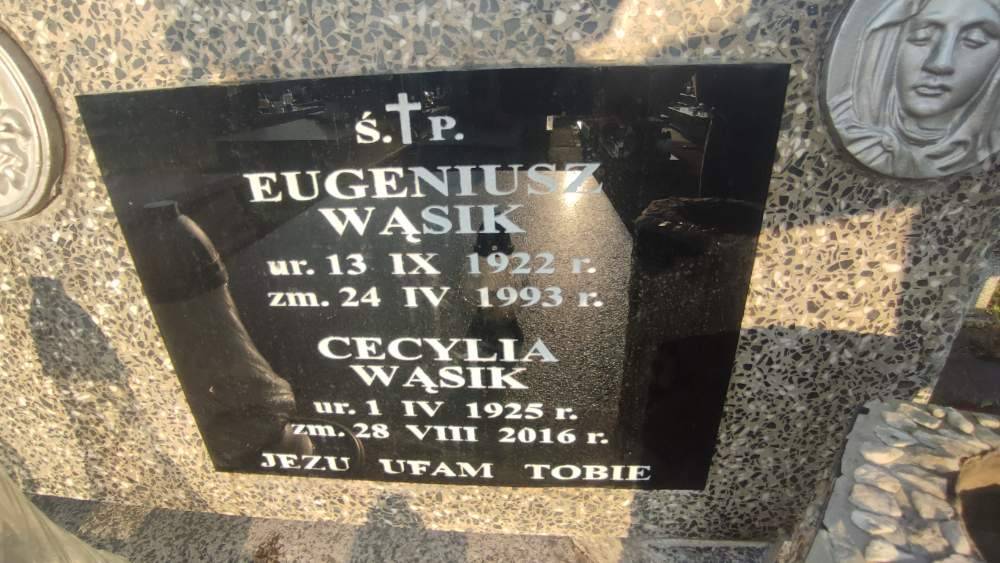 Ś.†P.
EUGENIUSZ
WĄSIK
ur. 13 IX 1922 r.
zm. 24 IV 1993 r.
CECYLIA
WĄSIK
ur. 1 IV 1925 r.
zm. 28 VIII 2016 r.
JEZU UFAM TOBIE